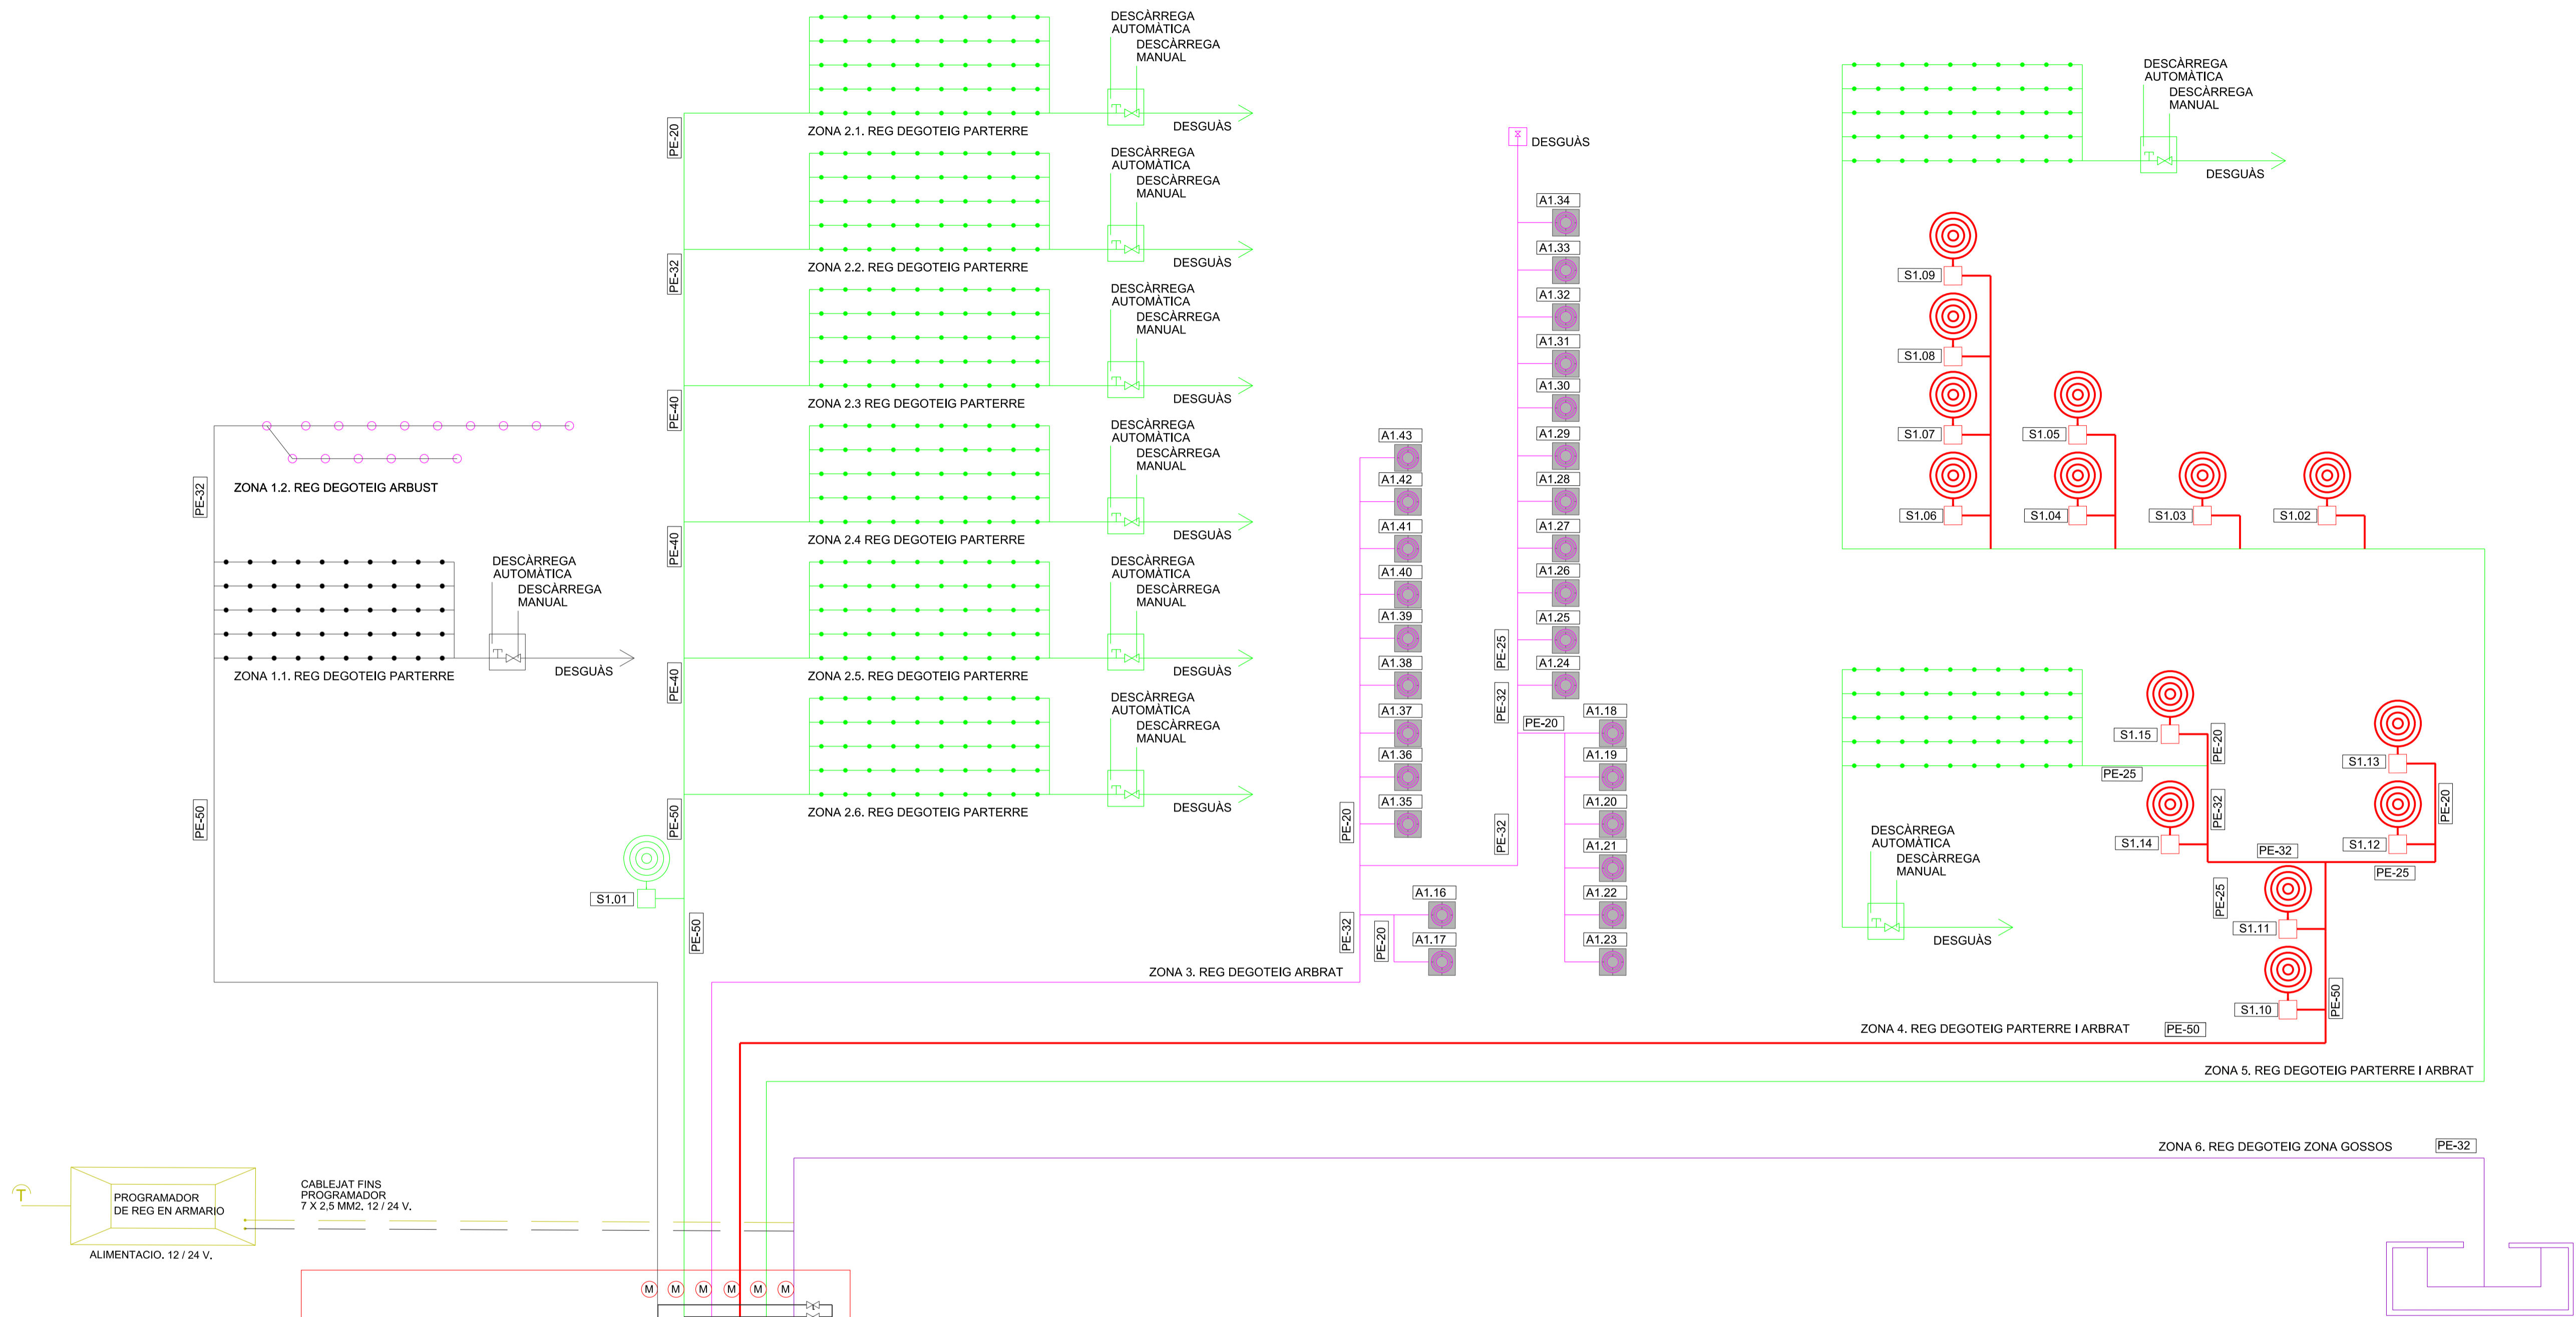 DESCÀRREGA
AUTOMÀTICA
DESCÀRREGA
MANUAL
PE-20
ZONA 2.1. REG DEGOTEIG PARTERRE
DESGUÀS
DESCÀRREGA
AUTOMÀTICA
DESCÀRREGA
MANUAL
PE-32
ZONA 2.2. REG DEGOTEIG PARTERRE
DESGUÀS
DESCÀRREGA
AUTOMÀTICA
DESCÀRREGA
MANUAL
PE-40
ZONA 2.3 REG DEGOTEIG PARTERRE
DESGUÀS
DESCÀRREGA
AUTOMÀTICA
DESCÀRREGA
MANUAL
PE-40
ZONA 2.4 REG DEGOTEIG PARTERRE
DESGUÀS
DESCÀRREGA
AUTOMÀTICA
DESCÀRREGA
MANUAL
PE-40
ZONA 2.5. REG DEGOTEIG PARTERRE
DESGUÀS
DESCÀRREGA
AUTOMÀTICA
DESCÀRREGA
MANUAL
PE-50
ZONA 2.6. REG DEGOTEIG PARTERRE
DESGUÀS
S1.01
PE-50
PE-32
ZONA 1.2. REG DEGOTEIG ARBUST
DESCÀRREGA
AUTOMÀTICA
DESCÀRREGA
MANUAL
ZONA 1.1. REG DEGOTEIG PARTERRE
DESGUÀS
PE-50
DESGUÀS
A1.34
A1.33
A1.32
A1.31
A1.30
A1.29
A1.28
A1.27
A1.26
A1.25
A1.24
PE-25
PE-32
PE-20
A1.18
A1.19
A1.20
A1.21
A1.22
A1.23
PE-32
A1.43
A1.42
A1.41
A1.40
A1.39
A1.38
A1.37
A1.36
A1.35
PE-20
A1.16
A1.17
PE-32
PE-20
ZONA 3. REG DEGOTEIG ARBRAT
DESCÀRREGA
AUTOMÀTICA
DESCÀRREGA
MANUAL
DESGUÀS
S1.09
S1.08
S1.07
S1.06
S1.05
S1.04
S1.03
S1.02
S1.15
PE-20
PE-25
S1.14
PE-32
S1.13
S1.12
PE-20
PE-32
PE-25
PE-25
S1.11
S1.10
PE-50
DESCÀRREGA
AUTOMÀTICA
DESCÀRREGA
MANUAL
DESGUÀS
ZONA 4. REG DEGOTEIG PARTERRE I ARBRAT
PE-50
ZONA 5. REG DEGOTEIG PARTERRE I ARBRAT
ZONA 6. REG DEGOTEIG ZONA GOSSOS
PE-32
T
PROGRAMADOR
DE REG EN ARMARIO
ALIMENTACIO. 12 / 24 V.
CABLEJAT FINS
PROGRAMADOR
7 X 2,5 MM2. 12 / 24 V.
M M M M M M